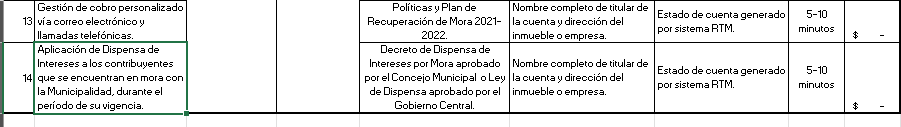 13
Gestión de cobro personalizado
vía correo electrónico y
llamadas telefónicas.
Políticas y Plan de
Recuperación de Mora 2021-
2022.
Nombre completo de titular de
la cuenta y dirección del
inmueble o empresa.
Estado de cuenta generado
por sistema RTM.
5-10
minutos
$ -
14
Aplicación de Dispensa de
Intereses a los contribuyentes
que se encuentran en mora con
la Municipalidad, durante el
período de su vigencia.
Decreto de Dispensa de
Intereses por Mora aprobado
por el Concejo Municipal o Ley
de Dispensa aprobado por el
Gobierno Central.
Nombre completo de titular de
la cuenta y dirección del
inmueble o empresa.
Estado de cuenta generado
por sistema RTM.
5-10
minutos
$ -